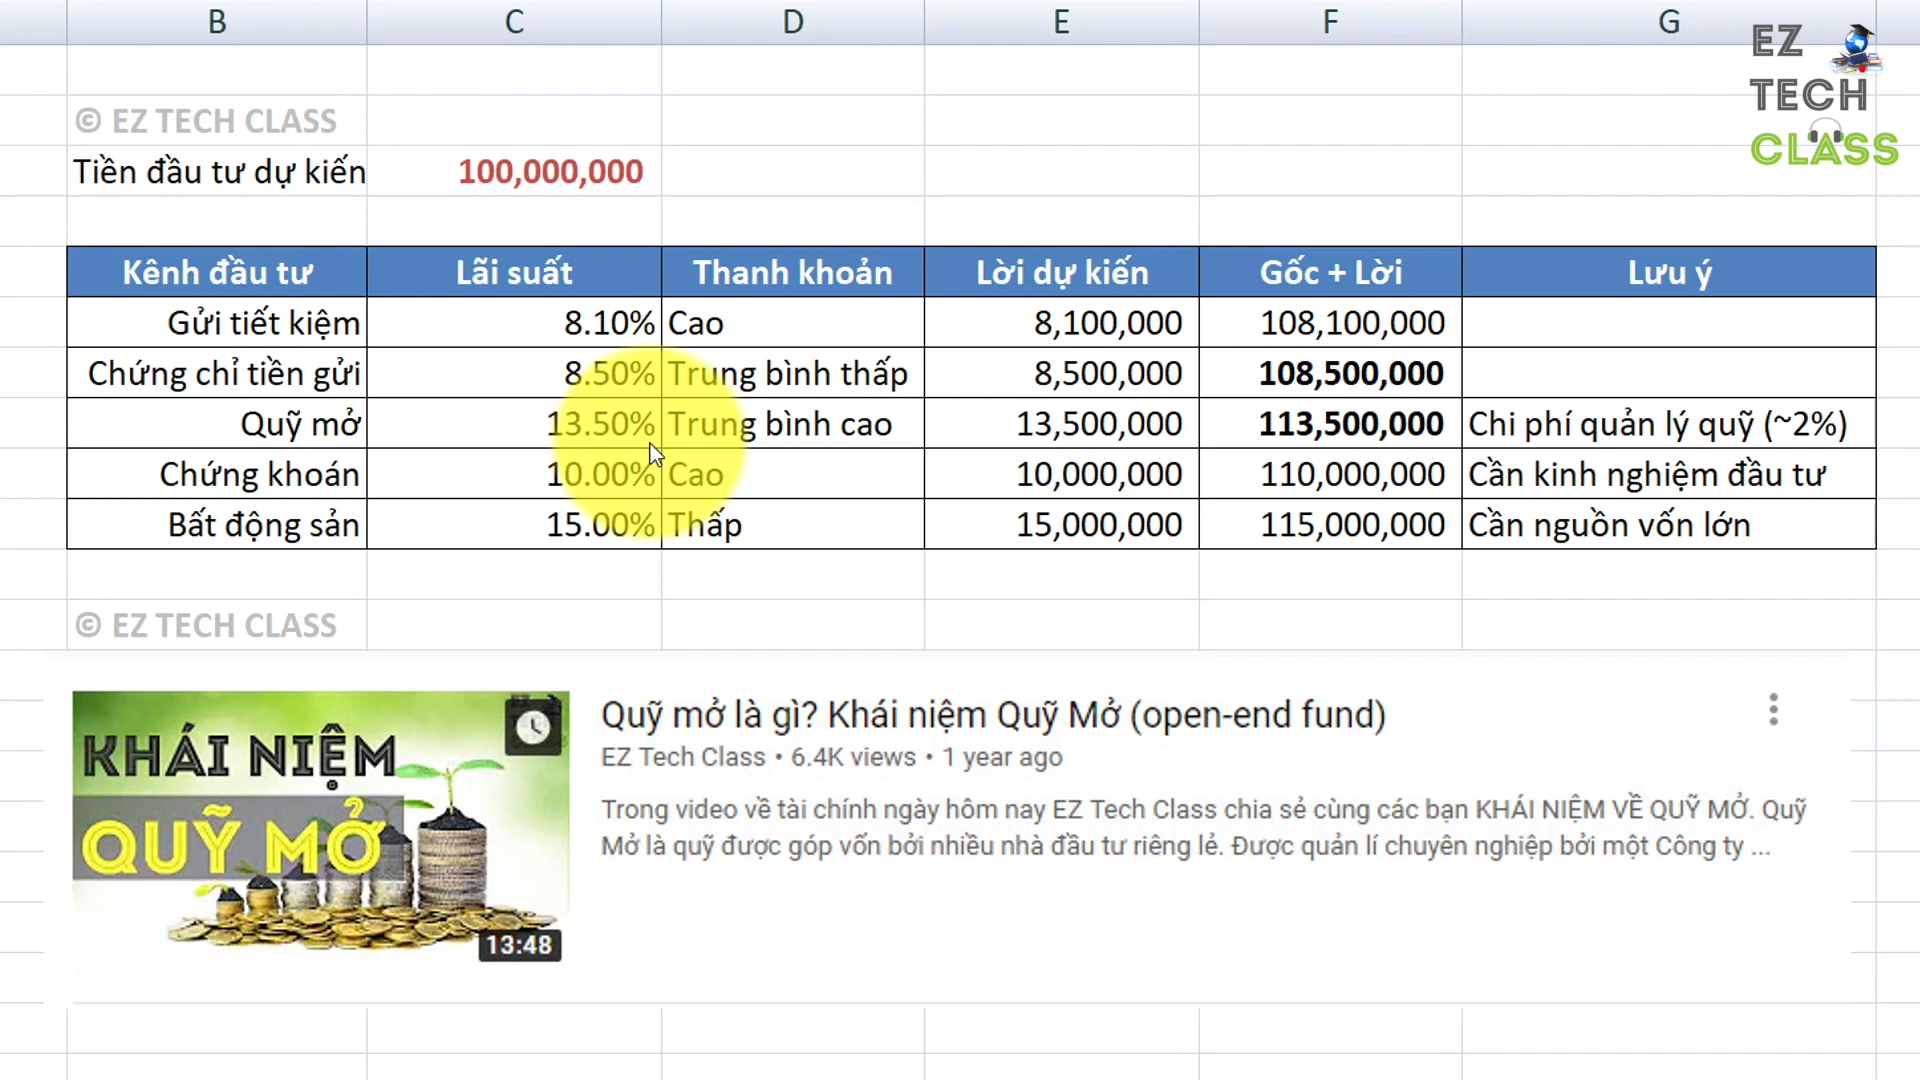 B C D E F G
EZ
TECH
CLASS
© EZ TECH CLASS
Tiền đầu tư dự kiến 100,000,000
Kênh đầu tư Lãi suất Thanh khoản Lời dự kiến Gốc + Lời Lưu ý
Gửi tiết kiệm 8.10% Cao 8,100,000 108,100,000
Chứng chỉ tiền gửi 8.50% Trung bình thấp 8,500,000 108,500,000
Quỹ mở 13.50% Trung bình cao 13,500,000 113,500,000 Chi phí quản lý quỹ (~2%)
Chứng khoán 10.00% Cao 10,000,000 110,000,000 Cần kinh nghiệm đầu tư
Bất động sản 15.00% Thấp 15,000,000 115,000,000 Cần nguồn vốn lớn
© EZ TECH CLASS
KHÁI NIỆM
QUỸ MỞ
13:48
Quỹ mở là gì? Khái niệm Quỹ Mở (open-end fund)
EZ Tech Class • 6.4K views • 1 year ago
Trong video về tài chính ngày hôm nay EZ Tech Class chia sẻ cùng các bạn KHÁI NIỆM VỀ QUỸ MỞ. Quỹ
Mở là quỹ được góp vốn bởi nhiều nhà đầu tư riêng lẻ. Được quản lí chuyên nghiệp bởi một Công ty ...